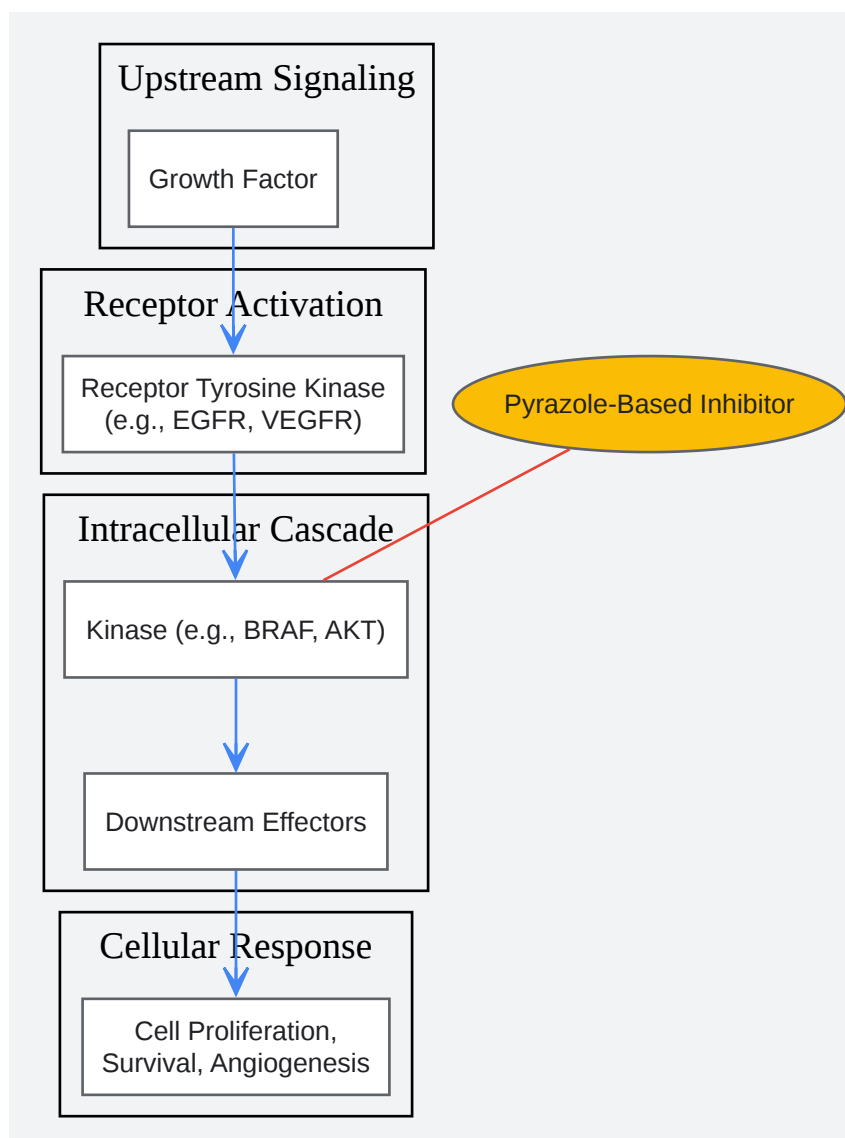 Upstream Signaling
Growth Factor
Receptor Activation
Receptor Tyrosine Kinase
(e.g., EGFR, VEGFR)
Pyrazole-Based Inhibitor
Intracellular Cascade
Kinase (e.g., BRAF, AKT)
Downstream Effectors
Cellular Response
Cell Proliferation,
Survival, Angiogenesis